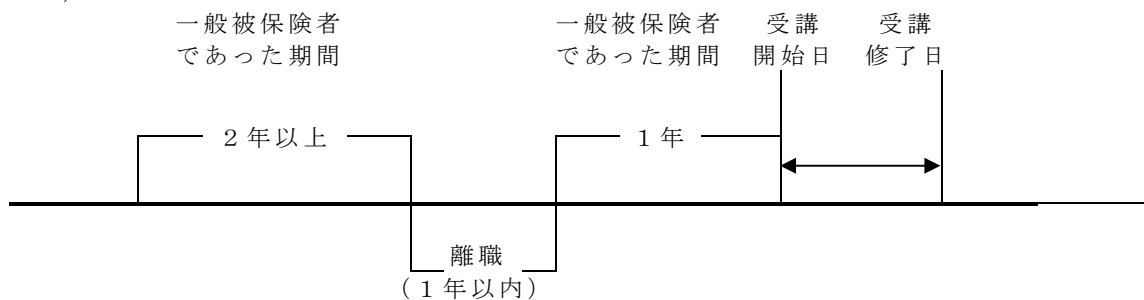 一般被保険者
であった期間
一般被保険者
であった期間
受講
開始日
受講
修了日
2年以上
1年
離職
(1年以内)